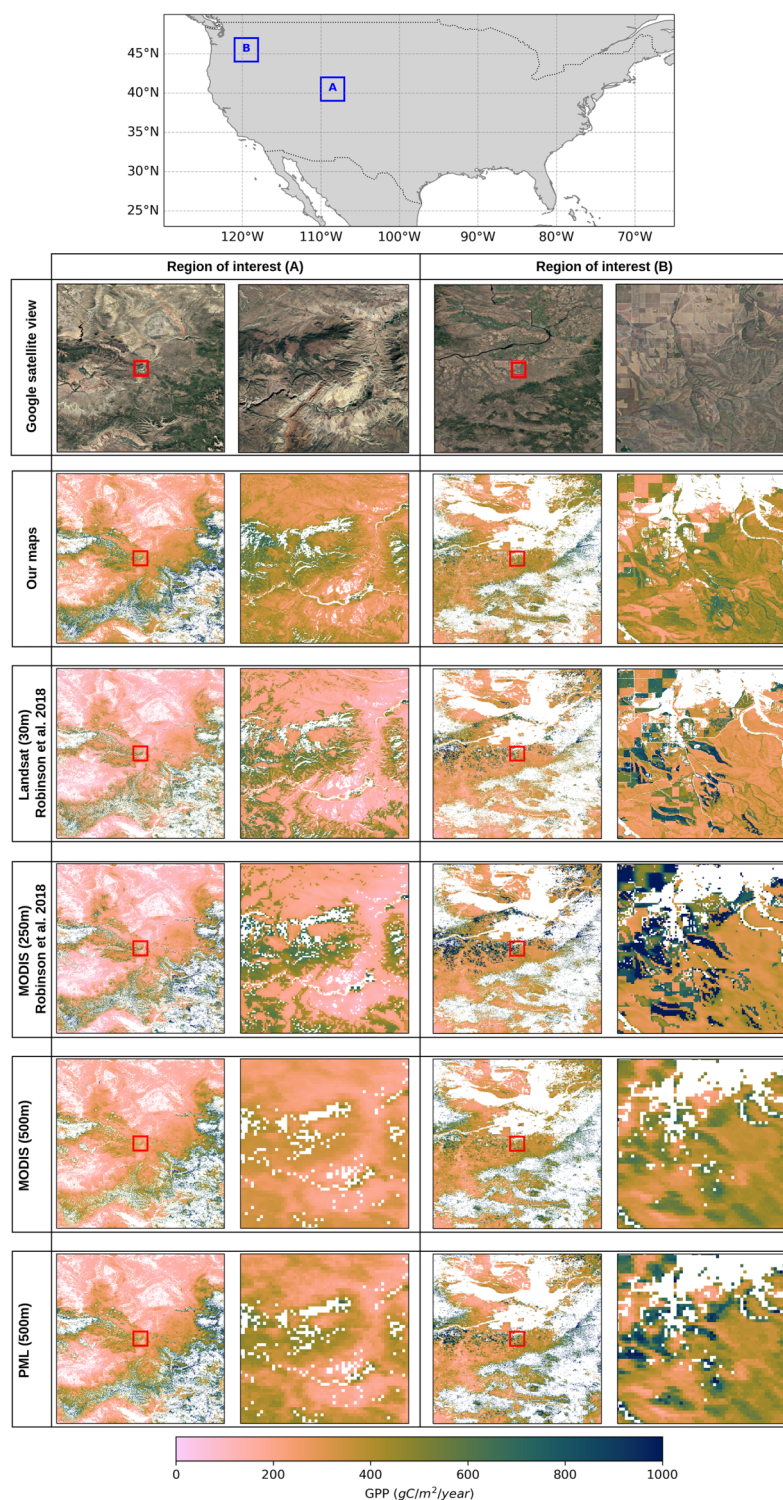 B
A
45°N
40°N
35°N
30°N
25°N
120°W 110°W 100°W 90°W 80°W 70°W
Region of interest (A) Region of interest (B)
Google satellite view
Our maps
Landsat (30m)
Robinson et al. 2018
MODIS (250m)
Robinson et al. 2018
MODIS (500m)
PML (500m)
0 200 400 600 800 1000
GPP (gC/m²/year)